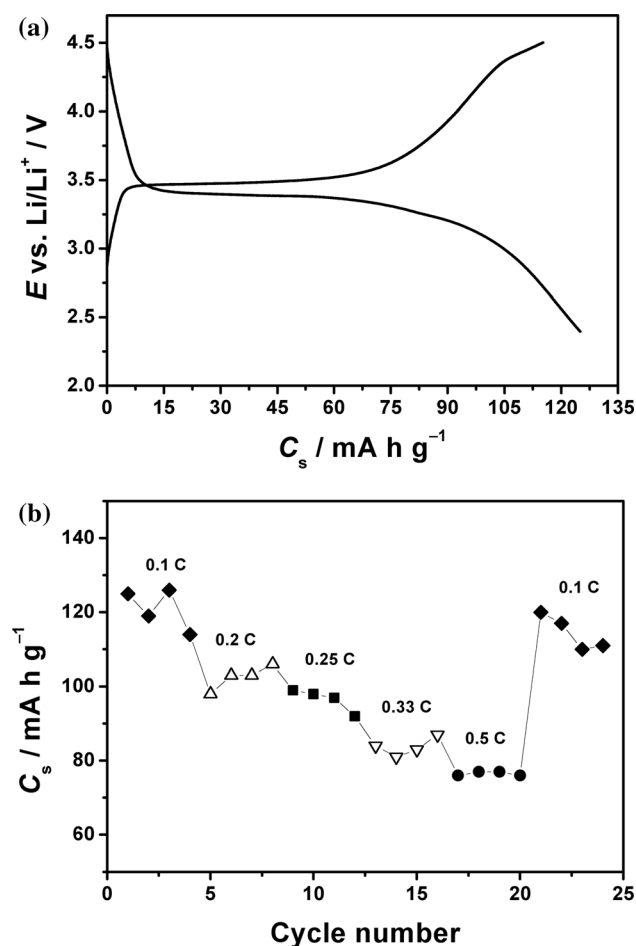 (a)
4.5
4.0
3.5
3.0
2.5
2.0
E vs. Li/Li⁺ / V
0 15 30 45 60 75 90 105 120 135
Cₛ / mA h g⁻¹
(b)
140
120
100
80
60
Cₛ / mA h g⁻¹
0.1 C
0.2 C
0.25 C
0.33 C
0.5 C
0.1 C
0 5 10 15 20 25
Cycle number